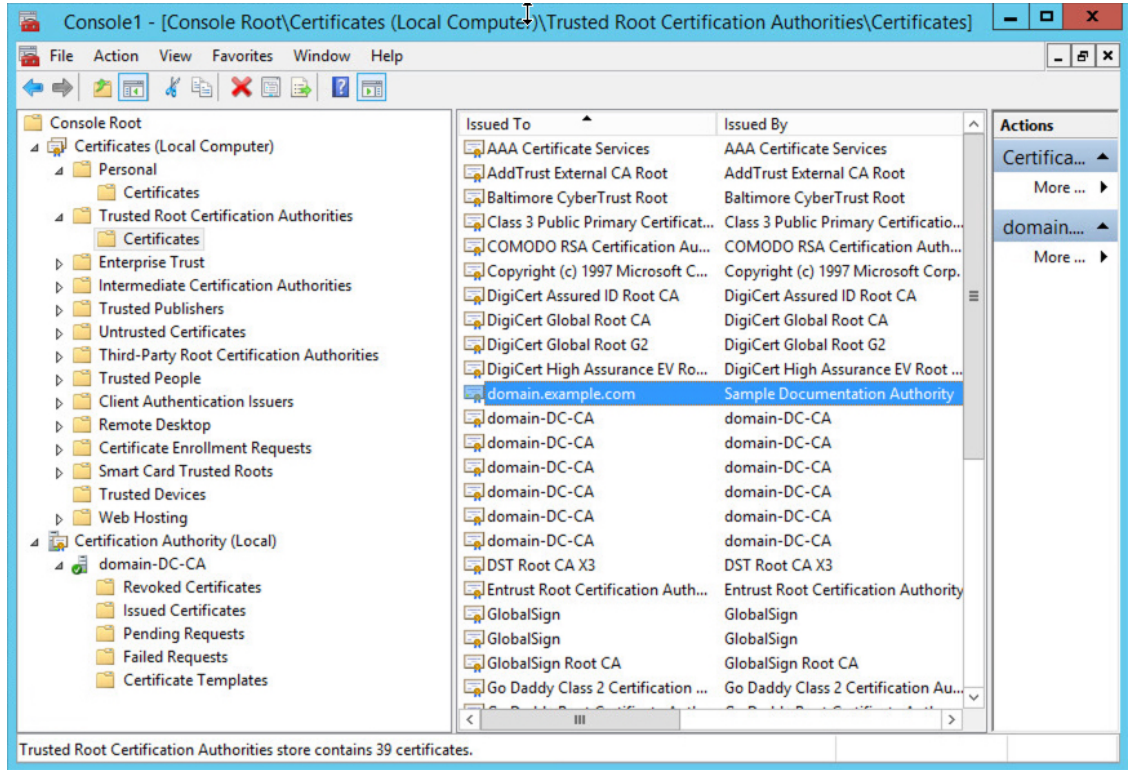 Console1 - [Console Root\Certificates (Local Computer)\Trusted Root Certification Authorities\Certificates]
File Action View Favorites Window Help
Console Root
Certificates (Local Computer)
Personal
Certificates
Trusted Root Certification Authorities
Certificates
Enterprise Trust
Intermediate Certification Authorities
Trusted Publishers
Untrusted Certificates
Third-Party Root Certification Authorities
Trusted People
Client Authentication Issuers
Remote Desktop
Certificate Enrollment Requests
Smart Card Trusted Roots
Trusted Devices
Web Hosting
Certification Authority (Local)
domain-DC-CA
Revoked Certificates
Issued Certificates
Pending Requests
Failed Requests
Certificate Templates
Issued To Issued By
AAA Certificate Services AAA Certificate Services
AddTrust External CA Root AddTrust External CA Root
Baltimore CyberTrust Root Baltimore CyberTrust Root
Class 3 Public Primary Certificat... Class 3 Public Primary Certificatio...
COMODO RSA Certification Au... COMODO RSA Certification Auth...
Copyright (c) 1997 Microsoft C... Copyright (c) 1997 Microsoft Corp.
DigiCert Assured ID Root CA DigiCert Assured ID Root CA
DigiCert Global Root CA DigiCert Global Root CA
DigiCert Global Root G2 DigiCert Global Root G2
DigiCert High Assurance EV Ro... DigiCert High Assurance EV Root ...
domain.example.com Sample Documentation Authority
domain-DC-CA domain-DC-CA
domain-DC-CA domain-DC-CA
domain-DC-CA domain-DC-CA
domain-DC-CA domain-DC-CA
domain-DC-CA domain-DC-CA
domain-DC-CA domain-DC-CA
DST Root CA X3 DST Root CA X3
Entrust Root Certification Auth... Entrust Root Certification Authority
GlobalSign GlobalSign
GlobalSign GlobalSign
GlobalSign Root CA GlobalSign Root CA
Go Daddy Class 2 Certification ... Go Daddy Class 2 Certification Au...
Actions
Certifica...
More ...
domain....
More ...
Trusted Root Certification Authorities store contains 39 certificates.